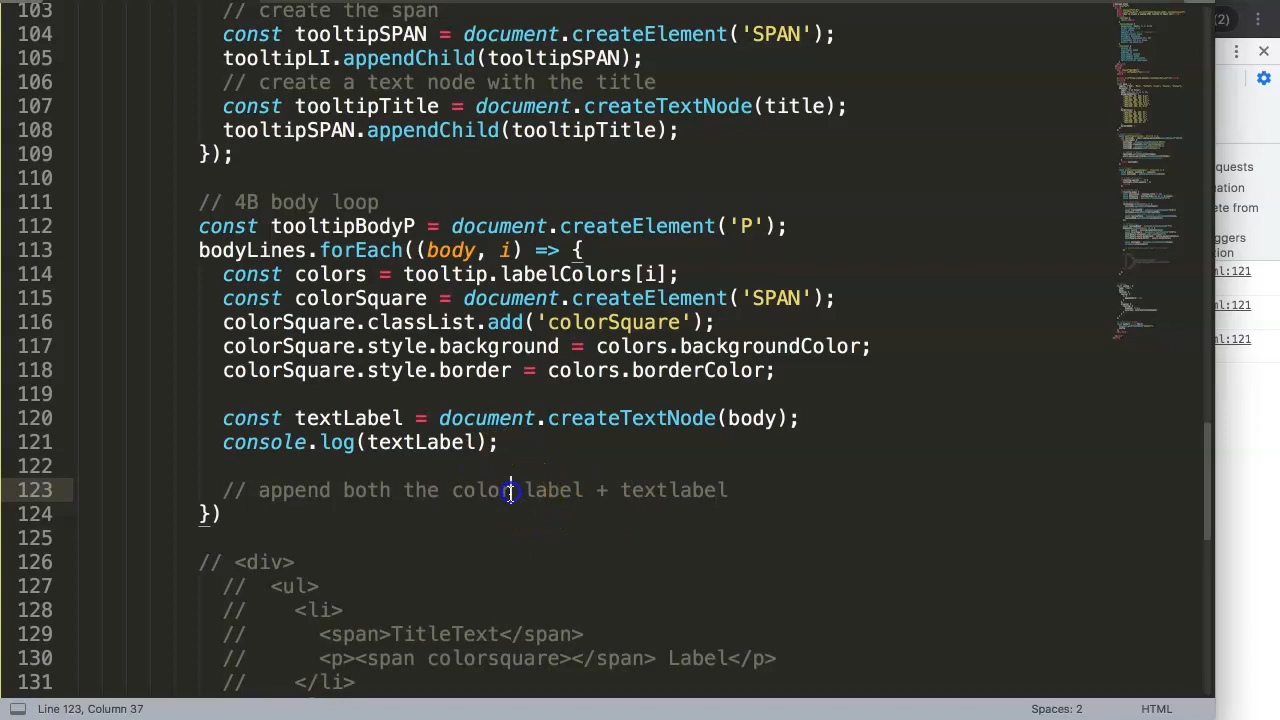 103 // create the span
104 const tooltipSPAN = document.createElement('SPAN');
105 tooltipLI.appendChild(tooltipSPAN);
106 // create a text node with the title
107 const tooltipTitle = document.createTextNode(title);
108 tooltipSPAN.appendChild(tooltipTitle);
109 });
110
111 // 4B body loop
112 const tooltipBodyP = document.createElement('P');
113 bodyLines.forEach((body, i) => {
114 const colors = tooltip.labelColors[i];
115 const colorSquare = document.createElement('SPAN');
116 colorSquare.classList.add('colorSquare');
117 colorSquare.style.background = colors.backgroundColor;
118 colorSquare.style.border = colors.borderColor;
119
120 const textLabel = document.createTextNode(body);
121 console.log(textLabel);
122
123 // append both the color label + textlabel
124 })
125
126 // <div>
127 // <ul>
128 // <li>
129 // <span>TitleText</span>
130 // <p><span colorsquare></span> Label</p>
131 // </li>
(2)
quests
uation
ete from
ggers
tion
ml:121
ml:121
ml:121
Line 123, Column 37
Spaces: 2
HTML